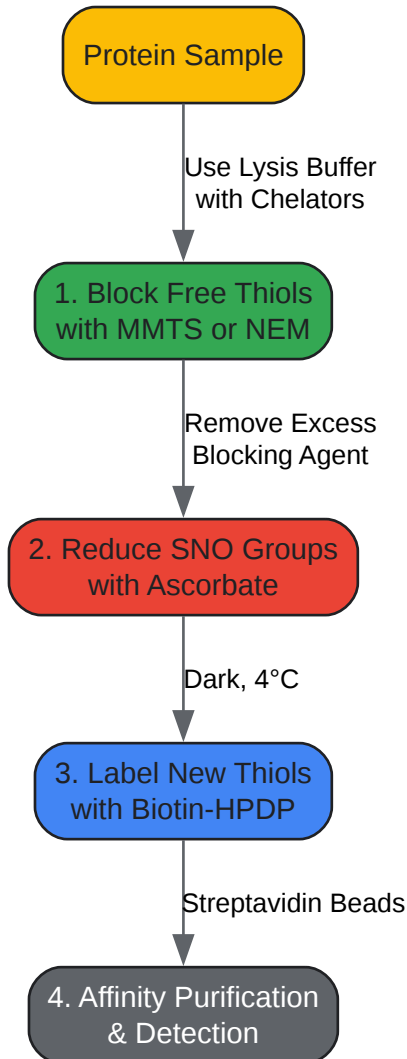 Protein Sample
Use Lysis Buffer
with Chelators
1. Block Free Thiols
with MMTS or NEM
Remove Excess
Blocking Agent
2. Reduce SNO Groups
with Ascorbate
Dark, 4°C
3. Label New Thiols
with Biotin-HPDP
Streptavidin Beads
4. Affinity Purification
& Detection